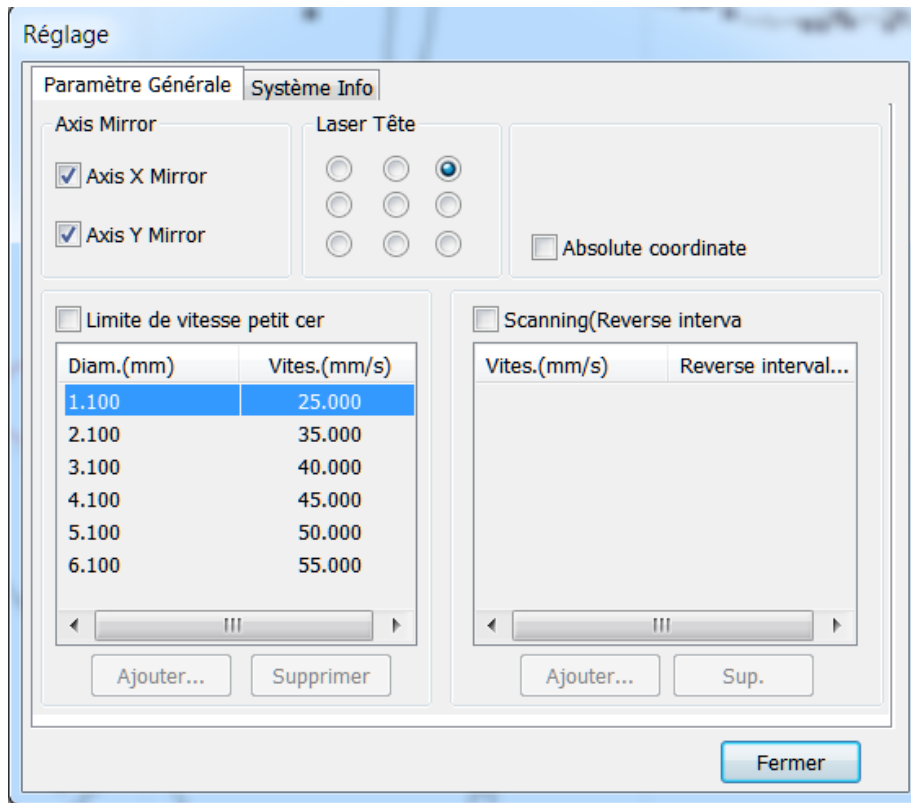 Réglage
Paramètre Générale Système Info
Axis Mirror
Axis X Mirror
Axis Y Mirror
Laser Tête
Absolute coordinate
Limite de vitesse petit cer
Diam.(mm) Vites.(mm/s)
1.100 25.000
2.100 35.000
3.100 40.000
4.100 45.000
5.100 50.000
6.100 55.000
Ajouter... Supprimer
Scanning(Reverse interva
Vites.(mm/s) Reverse interval...
Ajouter... Sup.
Fermer